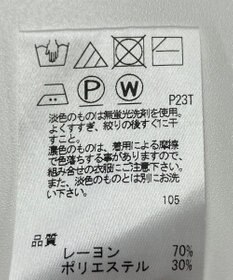 P W P23T
淡色のものは無蛍光洗剤を使用。
よくすすぎ、絞りの後すぐに干
すこと。
濃色のものは、着用による摩擦
で色落ちする事がありますので、
組み合せの衣服にご注意下さい。
また、淡色のものとは別にお洗
い下さい。
105
品質
レーヨン 70%
ポリエステル 30%